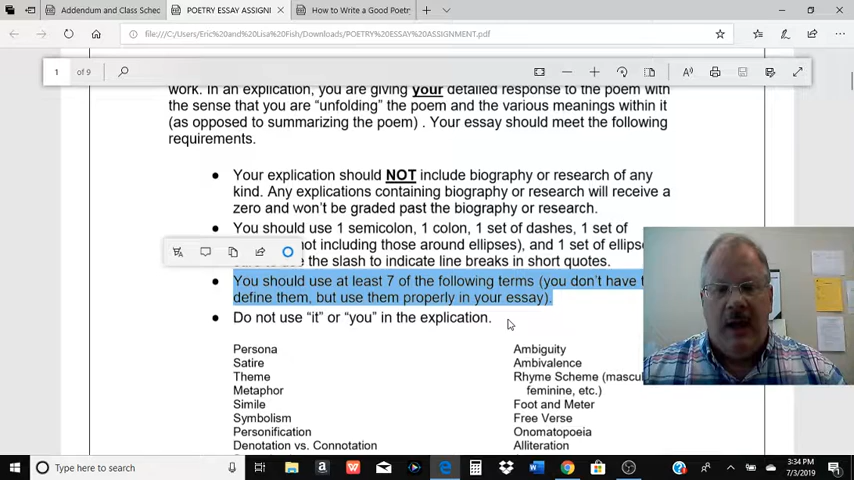 Addendum and Class Schec
POETRY ESSAY ASSIGNI
How to Write a Good Poetry
file:///C:/Users/Eric%20and%20Lisa%20Fish/Downloads/POETRY%20ESSAY%20ASSIGNMENT.pdf
1 of 9
work. In an explication, you are giving your detailed response to the poem with
the sense that you are “unfolding” the poem and the various meanings within it
(as opposed to summarizing the poem) . Your essay should meet the following
requirements.
• Your explication should NOT include biography or research of any
kind. Any explications containing biography or research will receive a
zero and won’t be graded past the biography or research.
• You should use 1 semicolon, 1 colon, 1 set of dashes, 1 set of
not including those around ellipses), and 1 set of ellips
the slash to indicate line breaks in short quotes.
• You should use at least 7 of the following terms (you don’t have
define them, but use them properly in your essay).
• Do not use “it” or “you” in the explication.
Persona
Satire
Theme
Metaphor
Simile
Symbolism
Personification
Denotation vs. Connotation
Ambiguity
Ambivalence
Rhyme Scheme (mascul
feminine, etc.)
Foot and Meter
Free Verse
Onomatopoeia
Alliteration
Type here to search
3:34 PM
7/3/2019